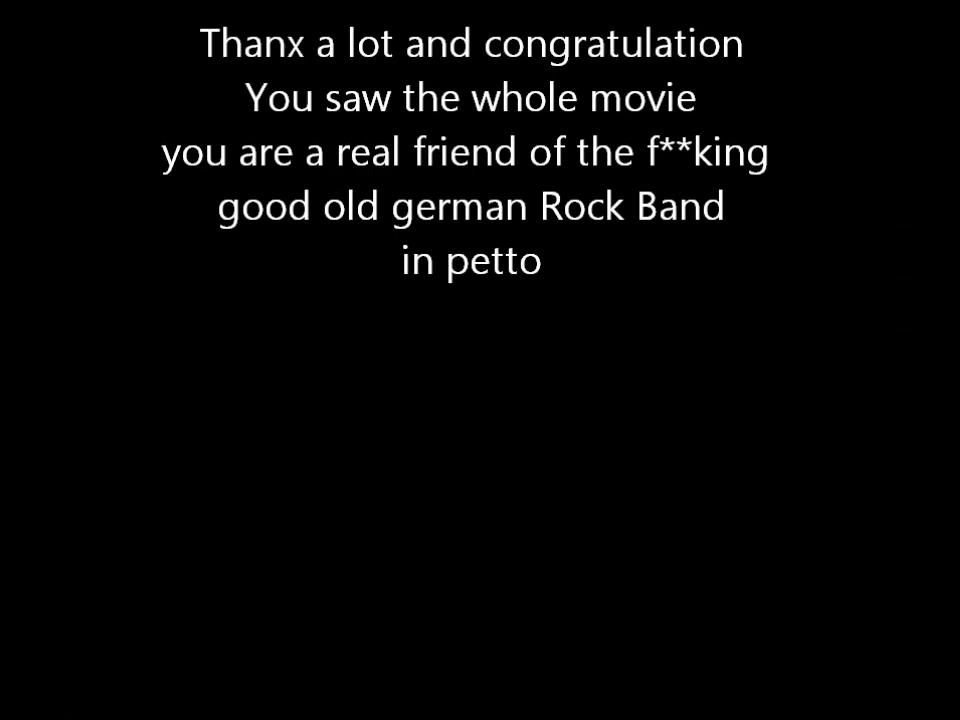 Thanx a lot and congratulation
You saw the whole movie
you are a real friend of the f**king
good old german Rock Band
in petto